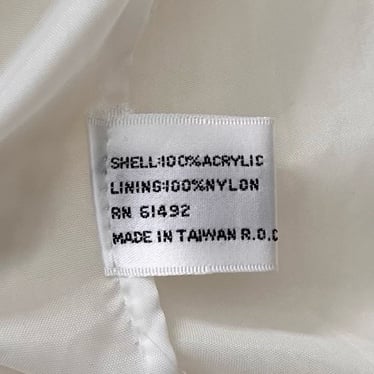 SHELL:100%ACRYLIC
LINING:100%NYLON
RN 61492
MADE IN TAIWAN R.O.C